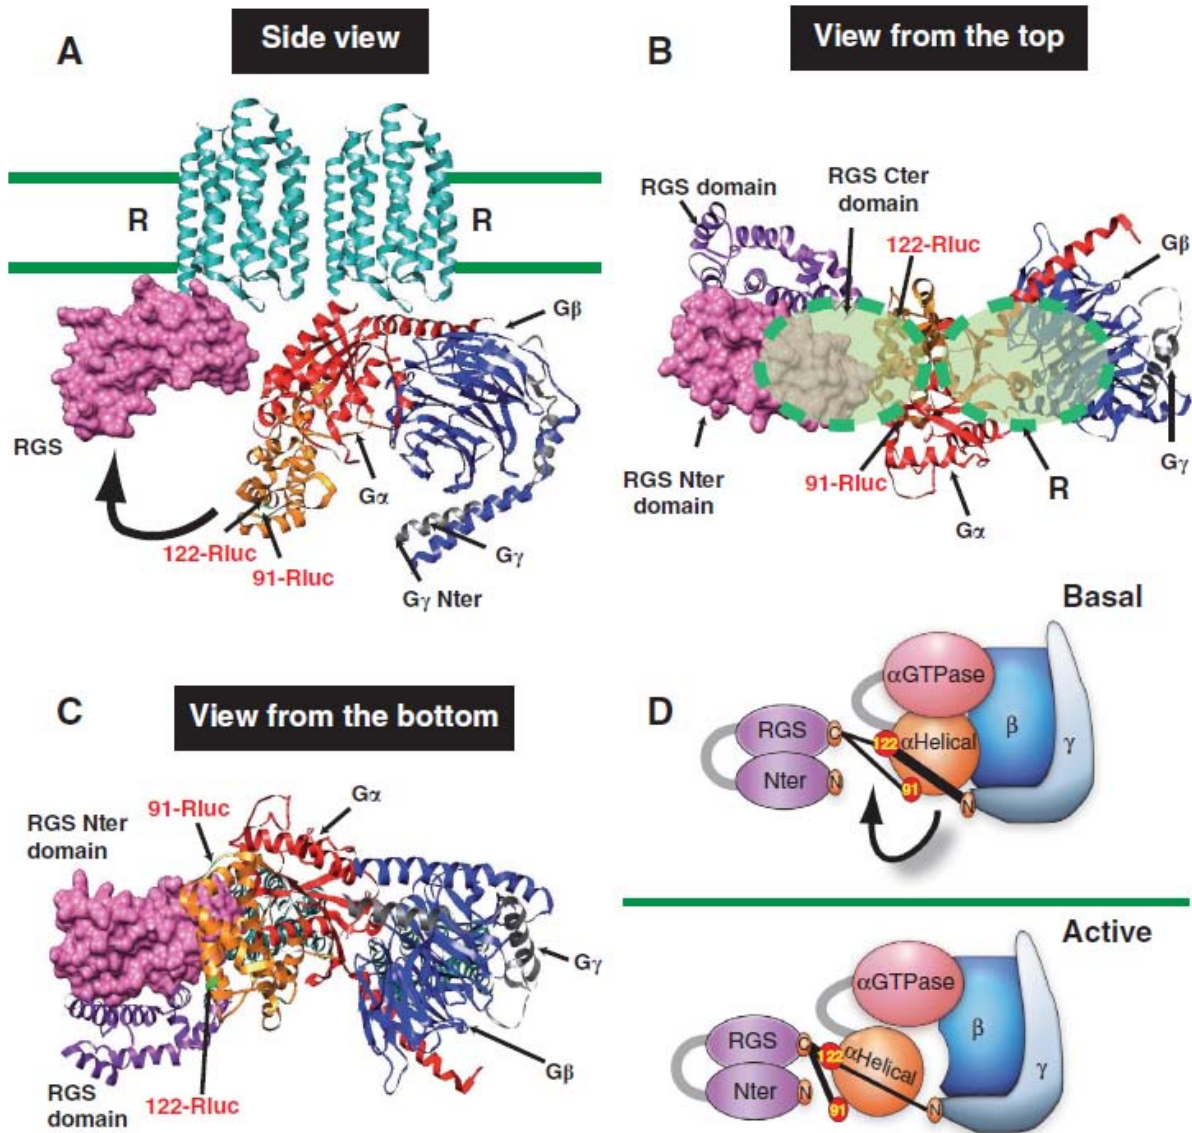 A
Side view
R
R
Gβ
RGS
Gα
122-Rluc
91-Rluc
Gγ
Gγ Nter
B
View from the top
RGS domain
RGS Cter
domain
122-Rluc
Gβ
RGS Nter
domain
91-Rluc
R
Gα
Gγ
C
View from the bottom
91-Rluc
Gα
RGS Nter
domain
Gγ
Gβ
RGS
domain
122-Rluc
D
Basal
αGTPase
RGS
C
122
αHelical
β
γ
Nter
N
91
N
Active
αGTPase
RGS
C
122
αHelical
β
γ
Nter
N
91
N